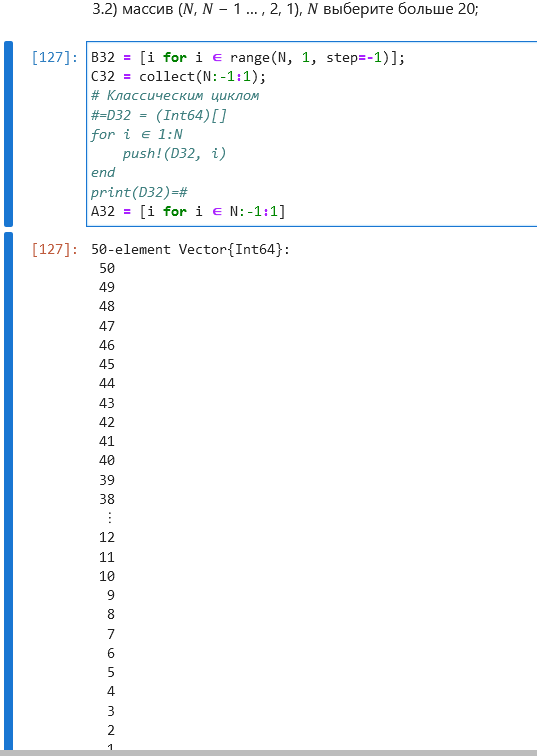 3.2) массив (N, N − 1 ... , 2, 1), N выберите больше 20;
[127]: B32 = [i for i ∈ range(N, 1, step=-1)];
C32 = collect(N:-1:1);
# Классическим циклом
#=D32 = (Int64)[]
for i ∈ 1:N
    push!(D32, i)
end
print(D32)=#
A32 = [i for i ∈ N:-1:1]
[127]: 50-element Vector{Int64}:
50
49
48
47
46
45
44
43
42
41
40
39
38
⋮
12
11
10
9
8
7
6
5
4
3
2
1